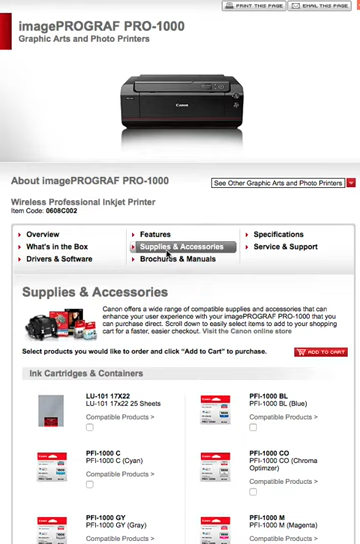 PRINT THIS PAGE EMAIL THIS PAGE
imagePROGRAF PRO-1000
Graphic Arts and Photo Printers
Canon
About imagePROGRAF PRO-1000
See Other Graphic Arts and Photo Printers
Wireless Professional Inkjet Printer
Item Code: 0608C002
Overview Features Specifications
What's in the Box Supplies & Accessories Service & Support
Drivers & Software Brochures & Manuals
Supplies & Accessories
Canon offers a wide range of compatible supplies and accessories that can
enhance your user experience with your imagePROGRAF PRO-1000 that you
can purchase direct. Scroll down to easily select items to add to your shopping
cart for a faster, easier checkout. Visit the Canon online store
Select products you would like to order and click "Add to Cart" to purchase.
ADD TO CART
Ink Cartridges & Containers
LU-101 17X22
LU-101 17x22 25 Sheets
Compatible Products >
PFI-1000 BL
PFI-1000 BL (Blue)
Compatible Products >
PFI-1000 C
PFI-1000 C (Cyan)
Compatible Products >
PFI-1000 CO
PFI-1000 CO (Chroma
Optimzer)
Compatible Products >
PFI-1000 GY
PFI-1000 GY (Gray)
PFI-1000 M
PFI-1000 M (Magenta)